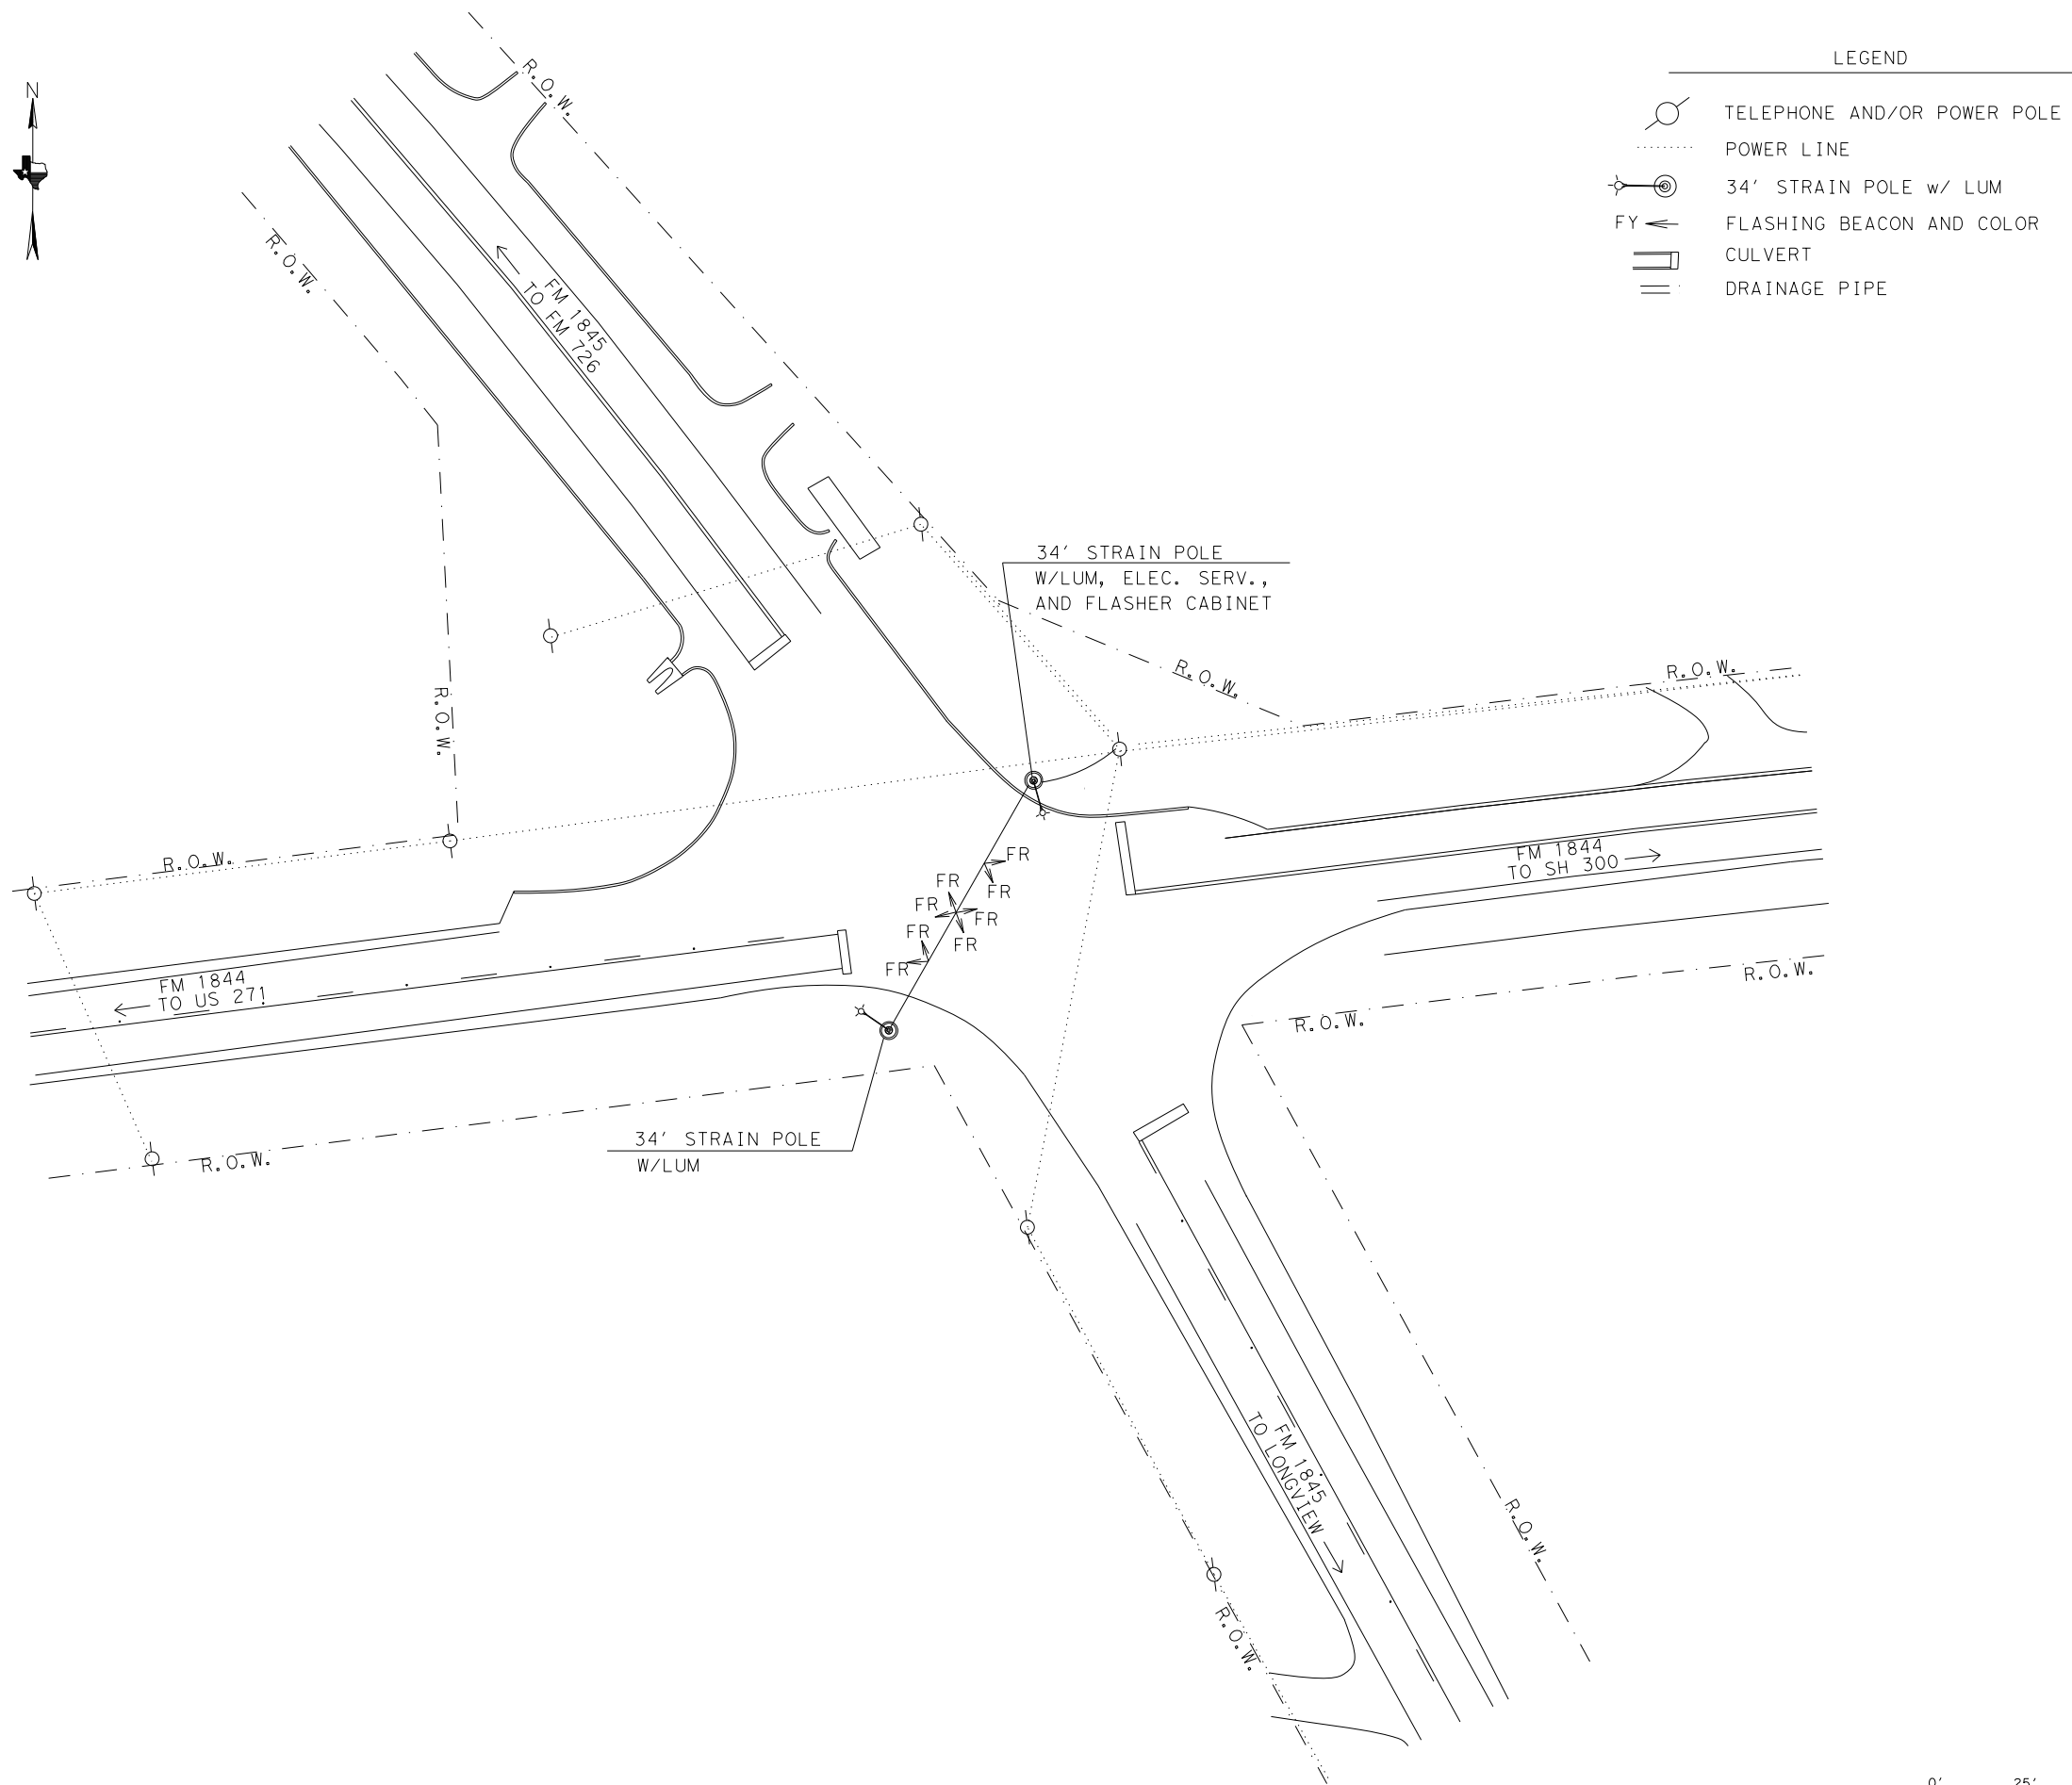 LEGEND
TELEPHONE AND/OR POWER POLE
POWER LINE
34' STRAIN POLE w/ LUM
FY
FLASHING BEACON AND COLOR
CULVERT
DRAINAGE PIPE
N
R.O.W.
R.O.W.
FM 1845
TO FM 726
34' STRAIN POLE
W/LUM, ELEC. SERV.,
AND FLASHER CABINET
R.O.W.
R.O.W.
R.O.W.
R.O.W.
FM 1844
TO SH 300
FR
FR
FR
FR
FR
FR
FR
FR
FM 1844
TO US 271
R.O.W.
R.O.W.
34' STRAIN POLE
W/LUM
R.O.W.
FM 1845
TO LONGVIEW
R.O.W.
R.O.W.
0'
25'